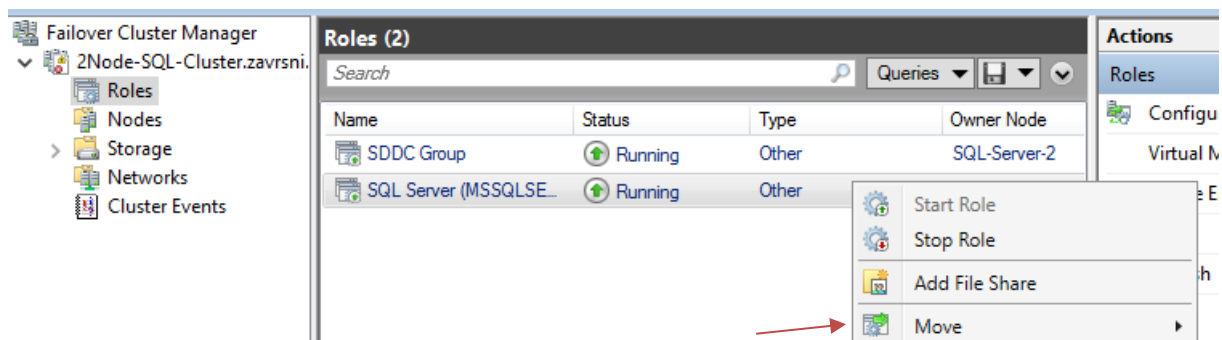 Failover Cluster Manager
2Node-SQL-Cluster.zavrsni.
Roles
Nodes
Storage
Networks
Cluster Events
Roles (2)
Search
Queries
Name Status Type Owner Node
SDDC Group Running Other SQL-Server-2
SQL Server (MSSQLSE... Running Other
Start Role
Stop Role
Add File Share
Move
Actions
Roles
Configu
Virtual M